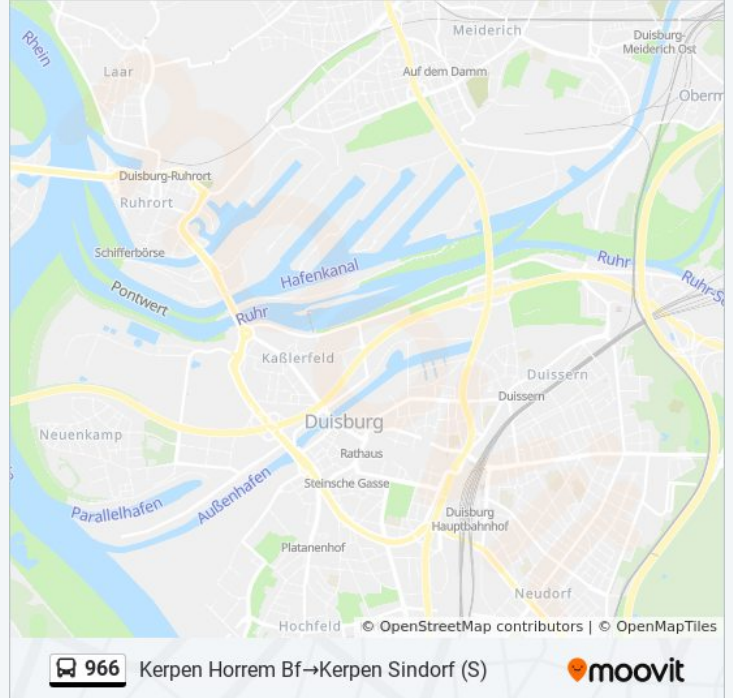 Rhein
Meiderich
Duisburg-
Meiderich Ost
Laar
Auf dem Damm
Oberm
Duisburg-Ruhrort
Ruhrort
Schifferbörse
Hafenkanal
Ruhr
Ruhr-S
Pontwert
Ruhr
Kaßlerfeld
Duissern
Duissern
Duisburg
Neuenkamp
Rathaus
Steinsche Gasse
Außenhafen
Parallelhafen
Duisburg
Hauptbahnhof
Platanenhof
Neudorf
Hochfeld
© OpenStreetMap contributors | © OpenMapTiles
966 Kerpen Horrem Bf→Kerpen Sindorf (S)
moovit